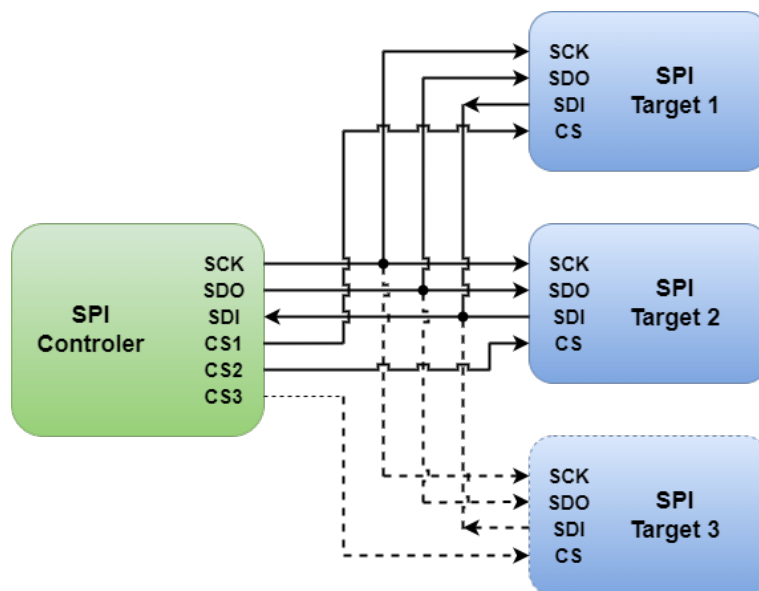 SPI
Controler
SCK
SDO
SDI
CS1
CS2
CS3
SCK
SDO
SDI
CS
SPI
Target 1
SCK
SDO
SDI
CS
SPI
Target 2
SCK
SDO
SDI
CS
SPI
Target 3